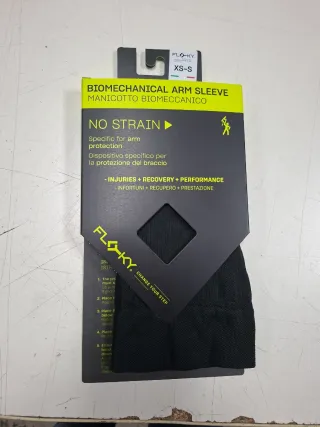 FLOKY
XS-S
BIOMECHANICAL ARM SLEEVE
MANICOTTO BIOMECCANICO
NO STRAIN
Specific for arm
protection
Dispositivo specifico per
la protezione del braccio
-INJURIES + RECOVERY + PERFORMANCE
-INFORTUNI + RECUPERO + PRESTAZIONE
FLOKY
CHANGE YOUR STEP